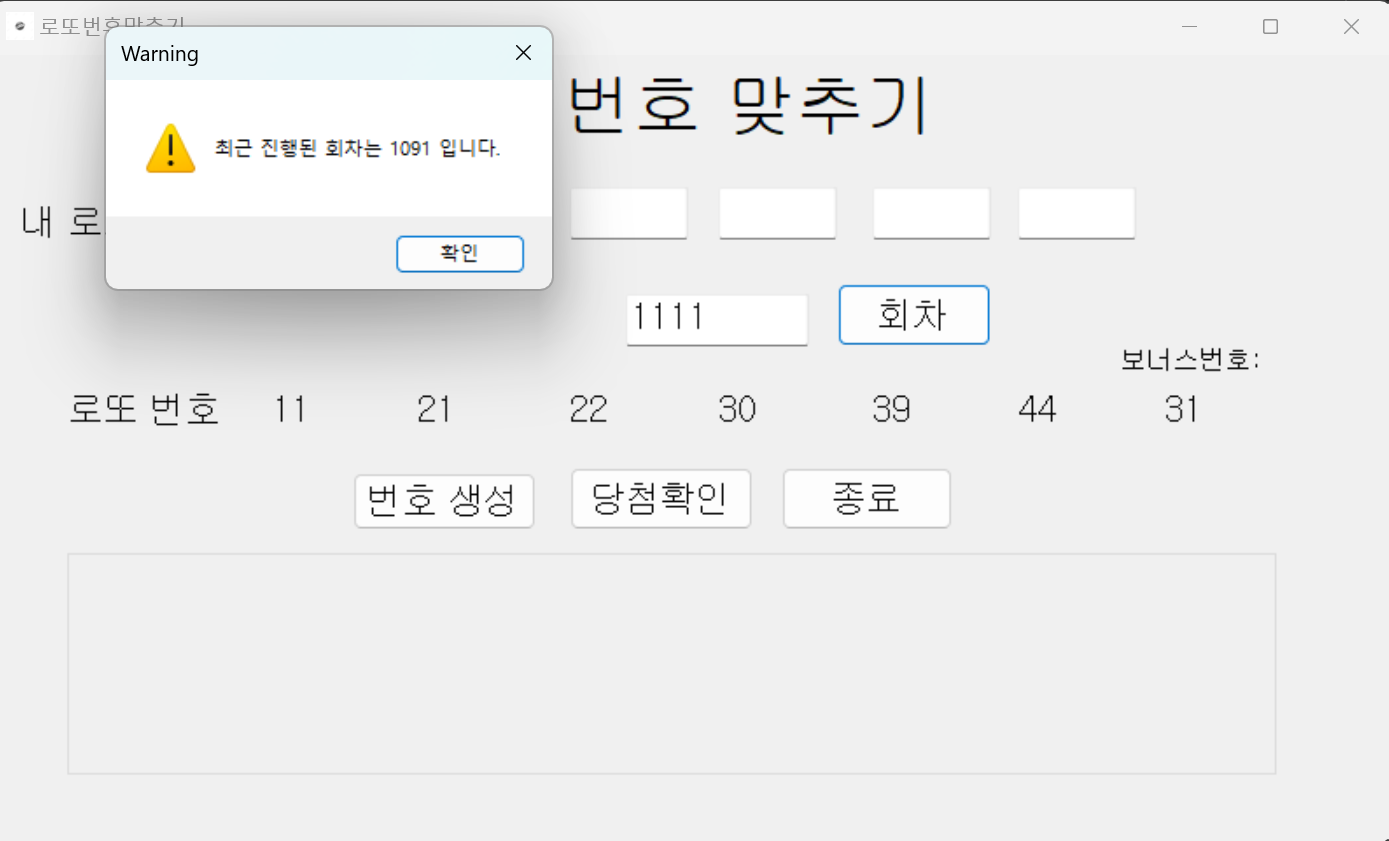 로또번호맞추기
Warning
최근 진행된 회차는 1091 입니다.
확인
번호 맞추기
내 로
1111
회차
보너스번호:
로또 번호 11 21 22 30 39 44 31
번호 생성 당첨확인 종료